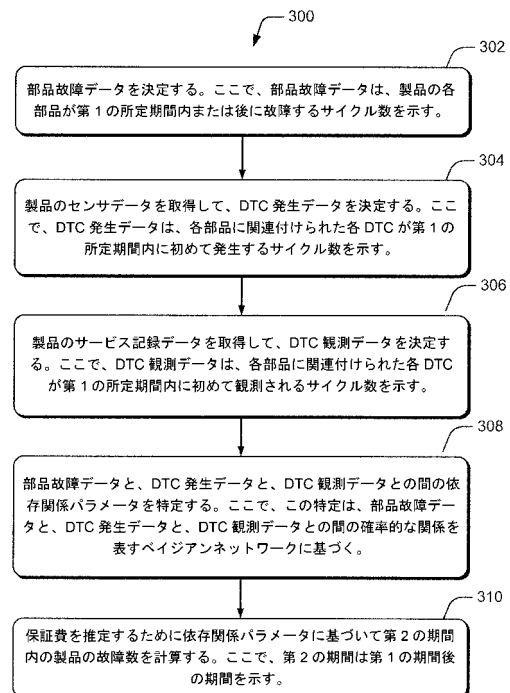 300
302
部品故障データを決定する。ここで、部品故障データは、製品の各
部品が第1の所定期間内または後に故障するサイクル数を示す。
304
製品のセンサデータを取得して、DTC 発生データを決定する。ここ
で、DTC 発生データは、各部品に関連付けられた各 DTC が第1の
所定期間内に初めて発生するサイクル数を示す。
306
製品のサービス記録データを取得して、DTC 観測データを決定す
る。ここで、DTC 観測データは、各部品に関連付けられた各 DTC
が第1の所定期間内に初めて観測されるサイクル数を示す。
308
部品故障データと、DTC 発生データと、DTC 観測データとの間の依
存関係パラメータを特定する。ここで、この特定は、部品故障デー
タと、DTC 発生データと、DTC 観測データとの間の確率的な関係を
表すベイジアンネットワークに基づく。
310
保証費を推定するために依存関係パラメータに基づいて第2の期間
内の製品の故障数を計算する。ここで、第2の期間は第1の期間後
の期間を示す。